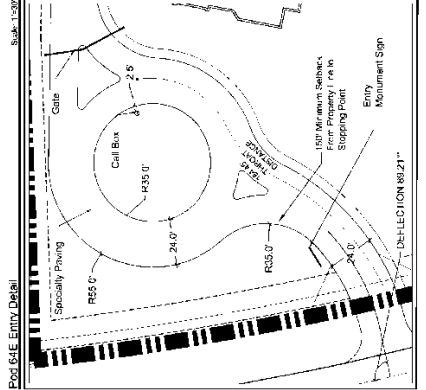 Pod 64E Entry Detail
Scale: 1"=30'
Gate
Specialty Paving
Call Box
2.5'
R35.0'
R55.0'
24.0'
R35.0'
THROAT
DISTANCE
150' Minimum Setback
From Property Line to
Stopping Point
Entry
Monument Sign
24.0'
DEFLECTION 89.21°